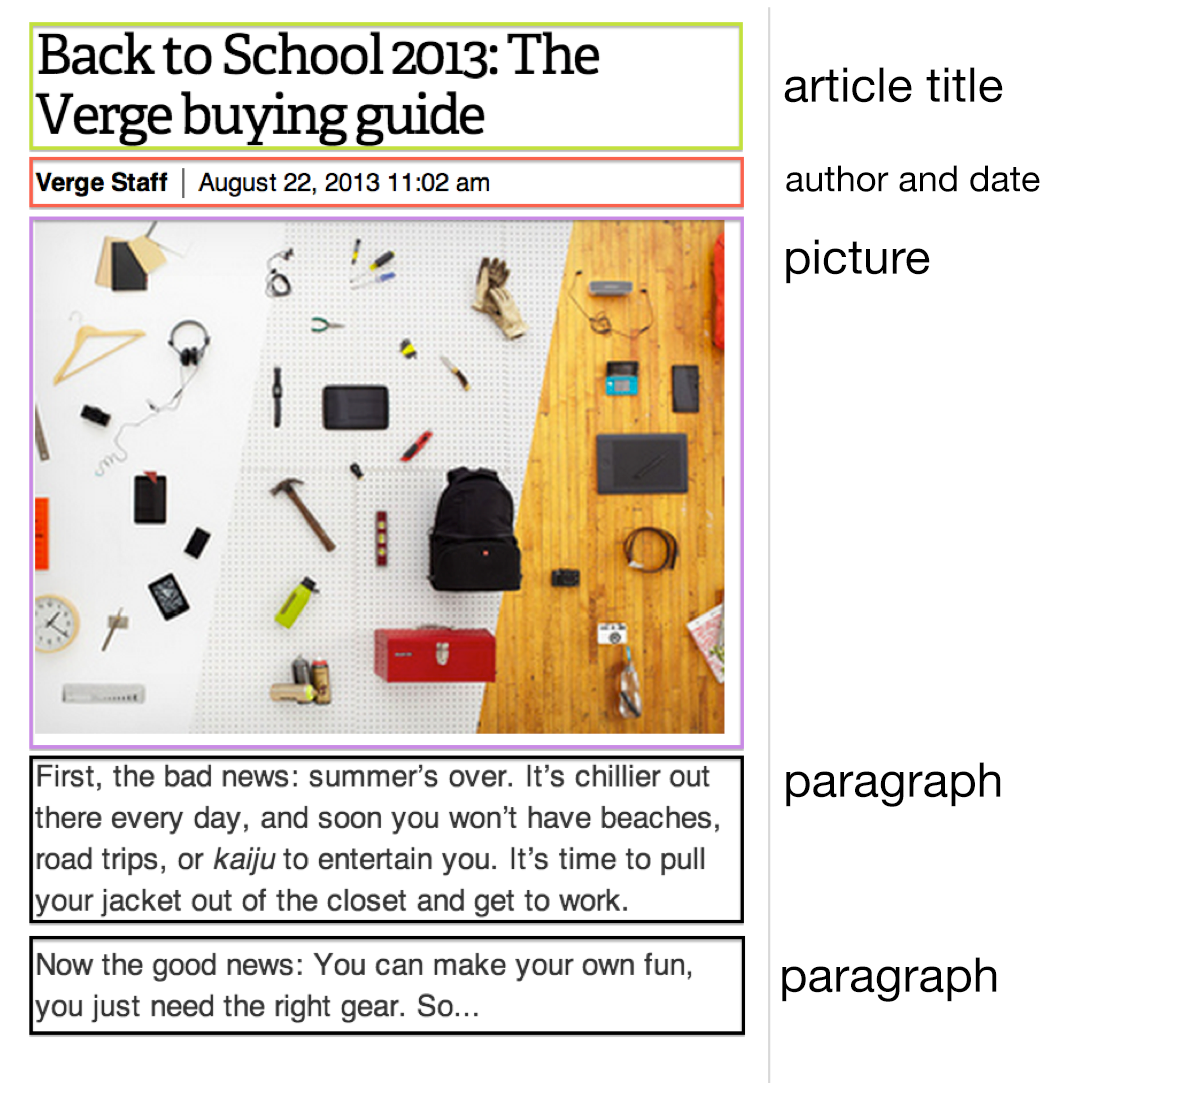 Back to School 2013: The
Verge buying guide
article title
Verge Staff | August 22, 2013 11:02 am
author and date
picture
First, the bad news: summer’s over. It’s chillier out
there every day, and soon you won’t have beaches,
road trips, or kaiju to entertain you. It’s time to pull
your jacket out of the closet and get to work.
paragraph
Now the good news: You can make your own fun,
you just need the right gear. So...
paragraph